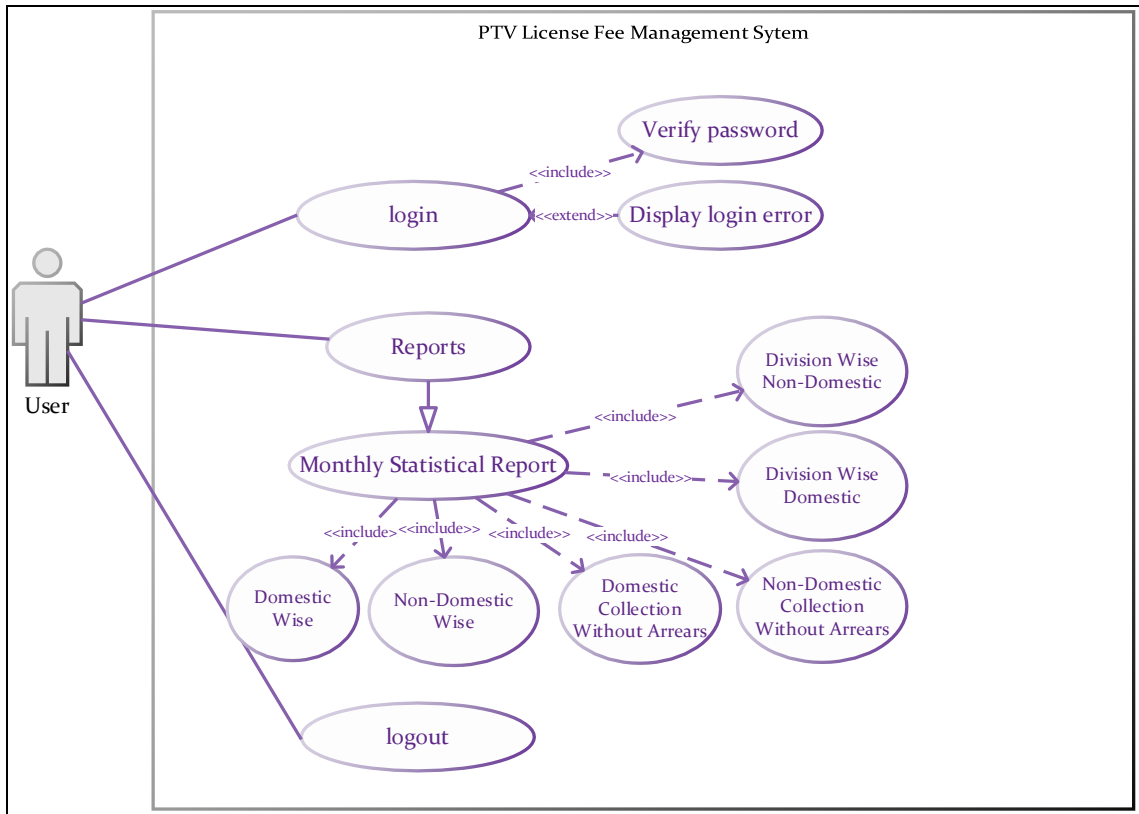 PTV License Fee Management Sytem
Verify password
<<include>>
login
<<extend>>
Display login error
User
Reports
Division Wise
Non-Domestic
<<include>>
Monthly Statistical Report
<<include>>
Division Wise
Domestic
<<include>
<<include>>
<<include>>
<<include>>
Domestic
Wise
Non-Domestic
Wise
Domestic
Collection
Without Arrears
Non-Domestic
Collection
Without Arrears
logout